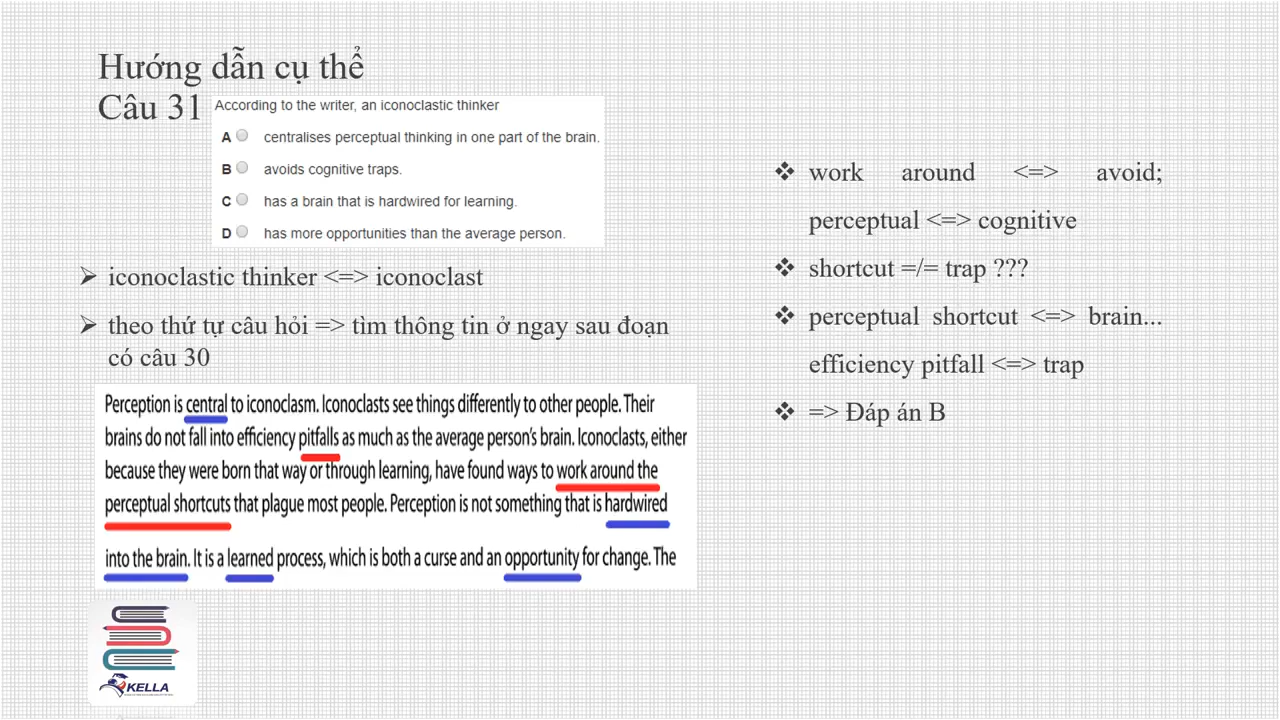 Hướng dẫn cụ thể
Câu 31
According to the writer, an iconoclastic thinker
A centralises perceptual thinking in one part of the brain.
B avoids cognitive traps.
C has a brain that is hardwired for learning.
D has more opportunities than the average person.
➢ iconoclastic thinker <=> iconoclast
➢ theo thứ tự câu hỏi => tìm thông tin ở ngay sau đoạn
có câu 30
Perception is central to iconoclasm. Iconoclasts see things differently to other people. Their
brains do not fall into efficiency pitfalls as much as the average person's brain. Iconoclasts, either
because they were born that way or through learning, have found ways to work around the
perceptual shortcuts that plague most people. Perception is not something that is hardwired
into the brain. It is a learned process, which is both a curse and an opportunity for change. The
KELLA
❖ work around <=> avoid;
perceptual <=> cognitive
❖ shortcut =/= trap ???
❖ perceptual shortcut <=> brain...
efficiency pitfall <=> trap
❖ => Đáp án B